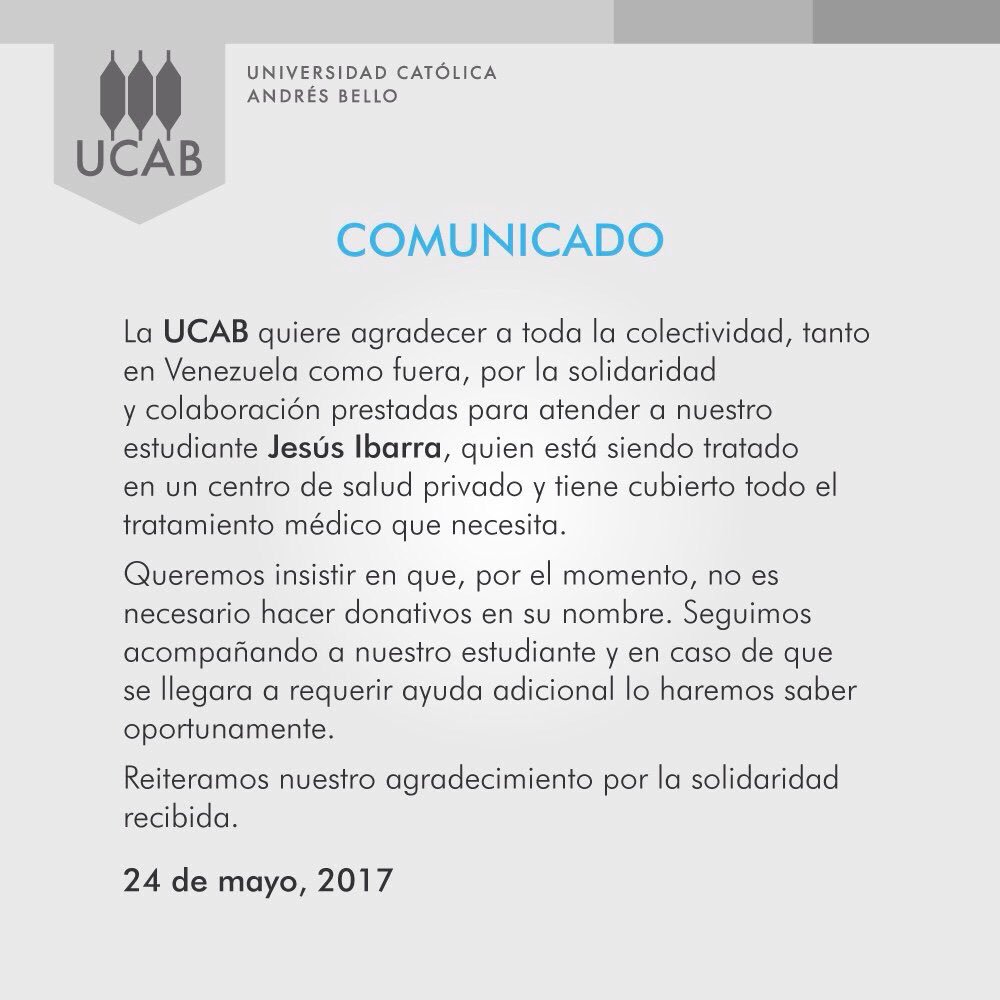 UCAB
UNIVERSIDAD CATÓLICA
ANDRÉS BELLO
COMUNICADO
La UCAB quiere agradecer a toda la colectividad, tanto
en Venezuela como fuera, por la solidaridad
y colaboración prestadas para atender a nuestro
estudiante Jesús Ibarra, quien está siendo tratado
en un centro de salud privado y tiene cubierto todo el
tratamiento médico que necesita.
Queremos insistir en que, por el momento, no es
necesario hacer donativos en su nombre. Seguimos
acompañando a nuestro estudiante y en caso de que
se llegara a requerir ayuda adicional lo haremos saber
oportunamente.
Reiteramos nuestro agradecimiento por la solidaridad
recibida.
24 de mayo, 2017